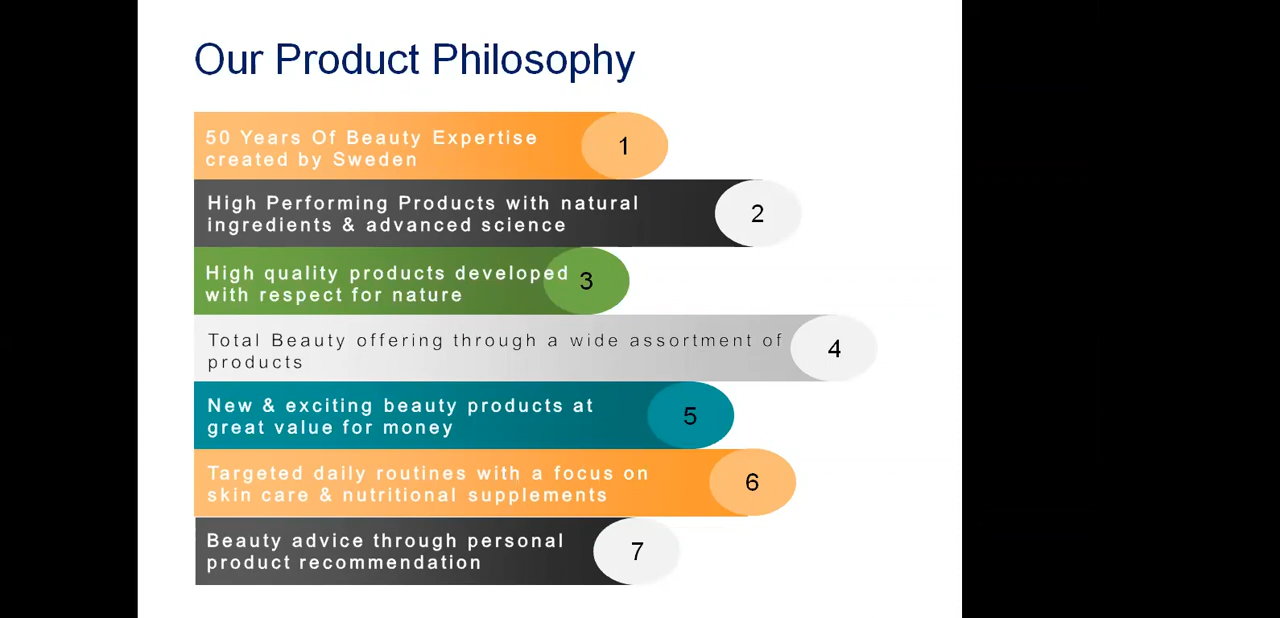 Our Product Philosophy
50 Years Of Beauty Expertise
created by Sweden
1
High Performing Products with natural
ingredients & advanced science
2
High quality products developed
with respect for nature
3
Total Beauty offering through a wide assortment of
products
4
New & exciting beauty products at
great value for money
5
Targeted daily routines with a focus on
skin care & nutritional supplements
6
Beauty advice through personal
product recommendation
7